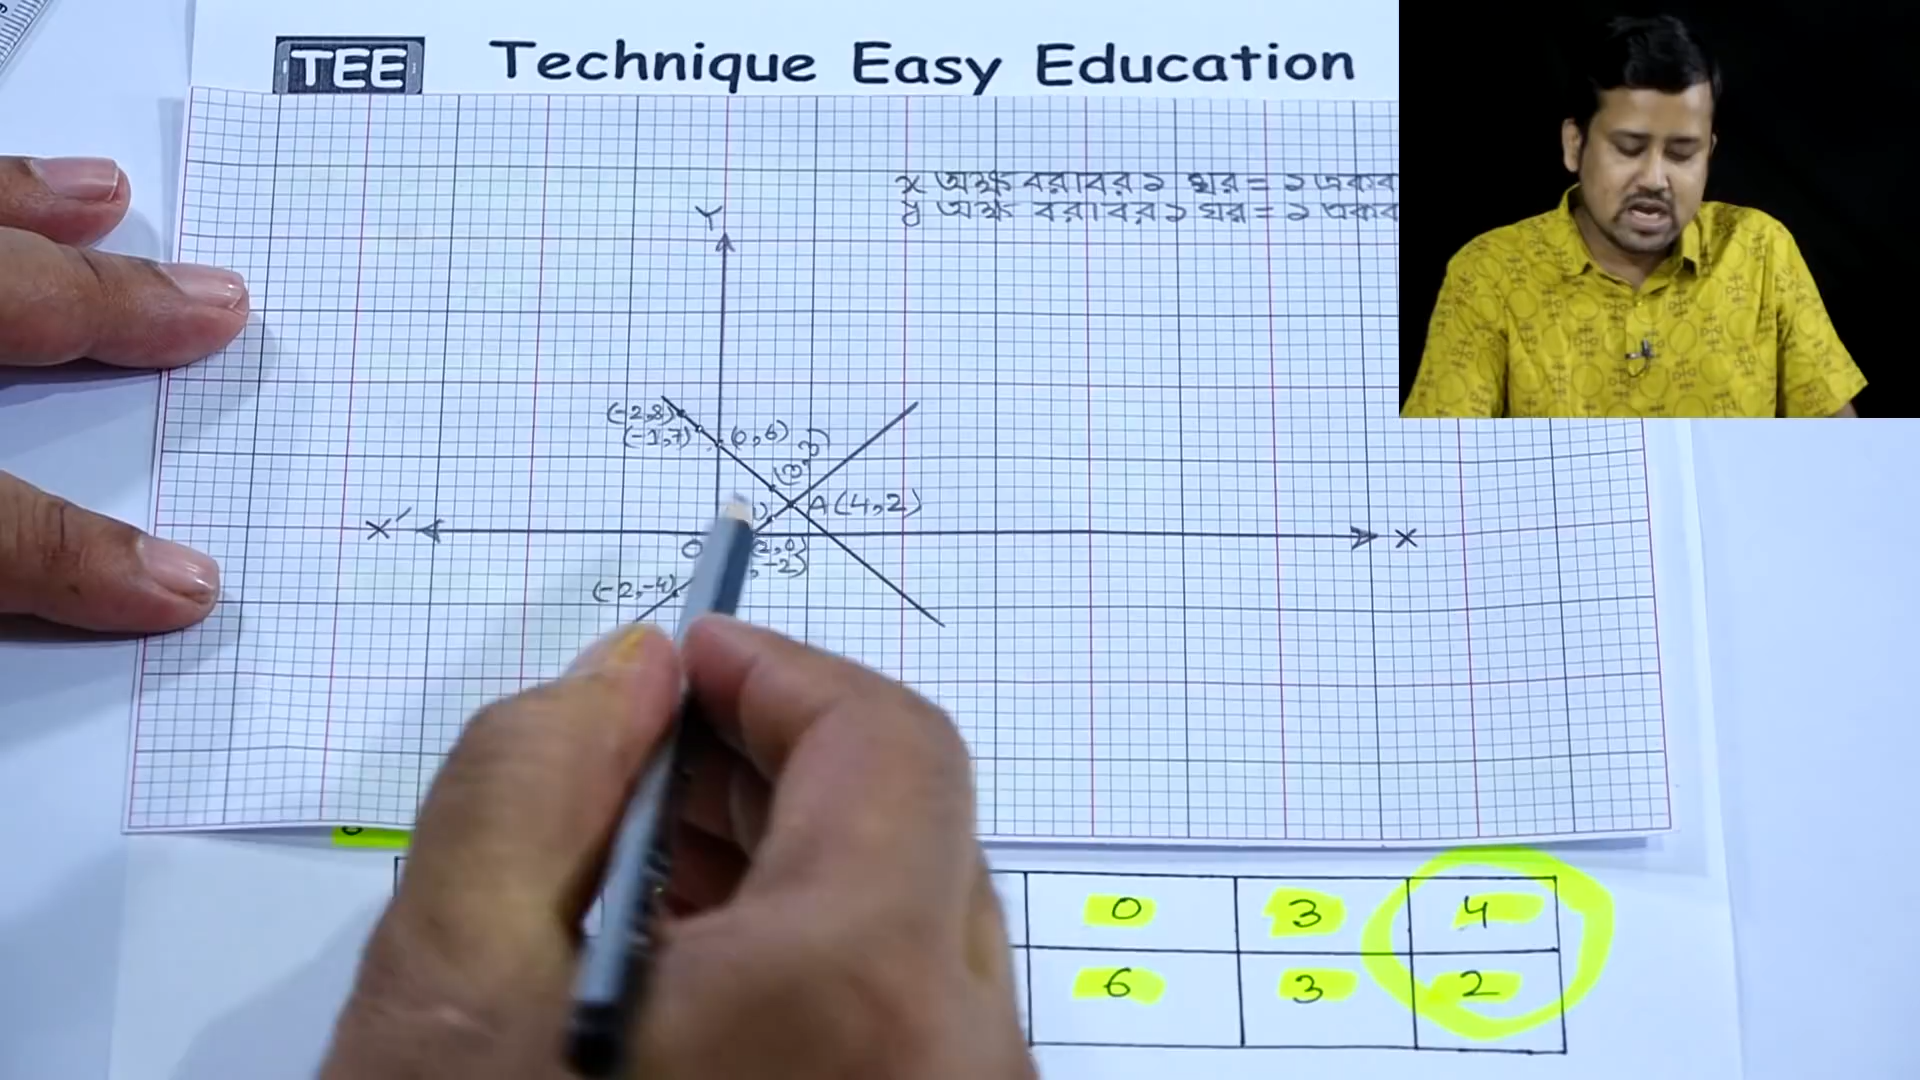 TEE Technique Easy Education
x অক্ষ বরাবর ১ ঘর = ১ একক
y অক্ষ বরাবর ১ ঘর = ১ একক
Y
(-2,8)
(-1,7) (0,6)
A(4,2)
X′ X
O (2,0)
,-2)
(-2,-4)
0 3 4
6 3 2